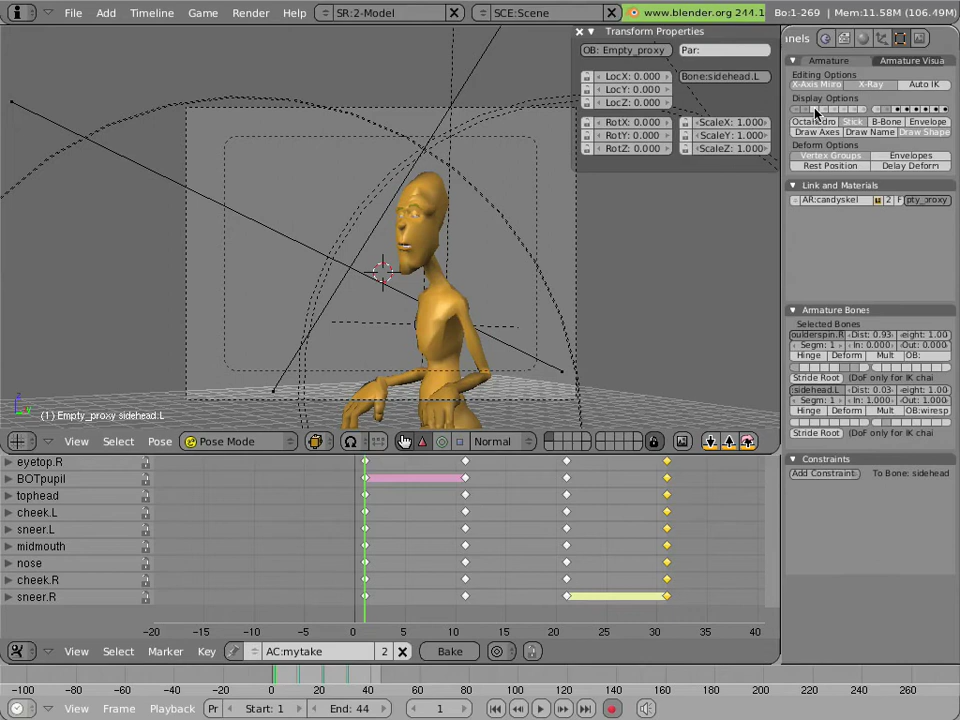 File Add Timeline Game Render Help SR:2-Model SCE:Scene www.blender.org 244.1 Bo:1-269 | Mem:11.58M (106.49M)
Transform Properties
OB: Empty_proxy Par:
LocX: 0.000 Bone:sidehead.L
LocY: 0.000
LocZ: 0.000
RotX: 0.000 ScaleX: 1.000
RotY: 0.000 ScaleY: 1.000
RotZ: 0.000 ScaleZ: 1.000
nels
Armature Armature Visua
Editing Options
X-Axis Mirro X-Ray Auto IK
Display Options
Octahedro Stick B-Bone Envelope
Draw Axes Draw Name Draw Shape
Deform Options
Vertex Groups Envelopes
Rest Position Delay Deform
Link and Materials
AR:candyskel 2 F pty_proxy
Armature Bones
Selected Bones
oulderspin.R Dist: 0.93 eight: 1.00
Segm: 1 In: 0.000 Out: 0.000
Hinge Deform Mult OB:
Stride Root (DoF only for IK chai
sidehead.L Dist: 0.03 eight: 1.00
Segm: 1 In: 0.000 Out: 0.000
Hinge Deform Mult OB:wiresp
Stride Root (DoF only for IK chai
Constraints
Add Constraint To Bone: sidehead
y
(1) Empty_proxy sidehead.L
View Select Pose Pose Mode Normal
eyetop.R
BOTpupil
tophead
cheek.L
sneer.L
midmouth
nose
cheek.R
sneer.R
-20 -15 -10 -5 0 5 10 15 20 25 30 35 40
View Select Marker Key AC:mytake 2 Bake
-100 -80 -60 -40 -20 0 20 40 60 80 100 120 140 160 180 200 220 240 260
View Frame Playback Pr Start: 1 End: 44 1